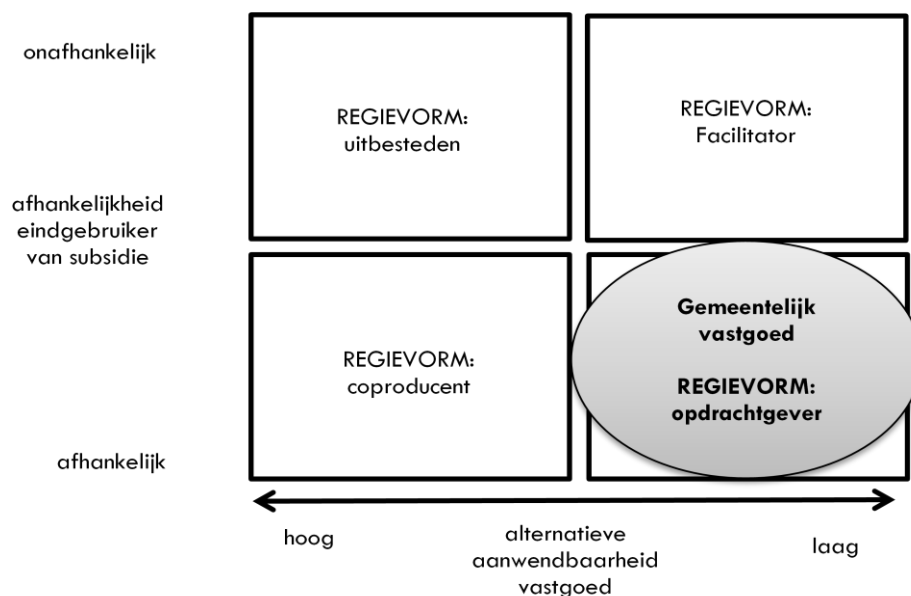 onafhankelijk
REGIEVORM:
uitbesteden
REGIEVORM:
Facilitator
afhankelijkheid
eindgebruiker
van subsidie
REGIEVORM:
coproducent
Gemeentelijk
vastgoed
REGIEVORM:
opdrachtgever
afhankelijk
hoog
alternatieve
aanwendbaarheid
vastgoed
laag